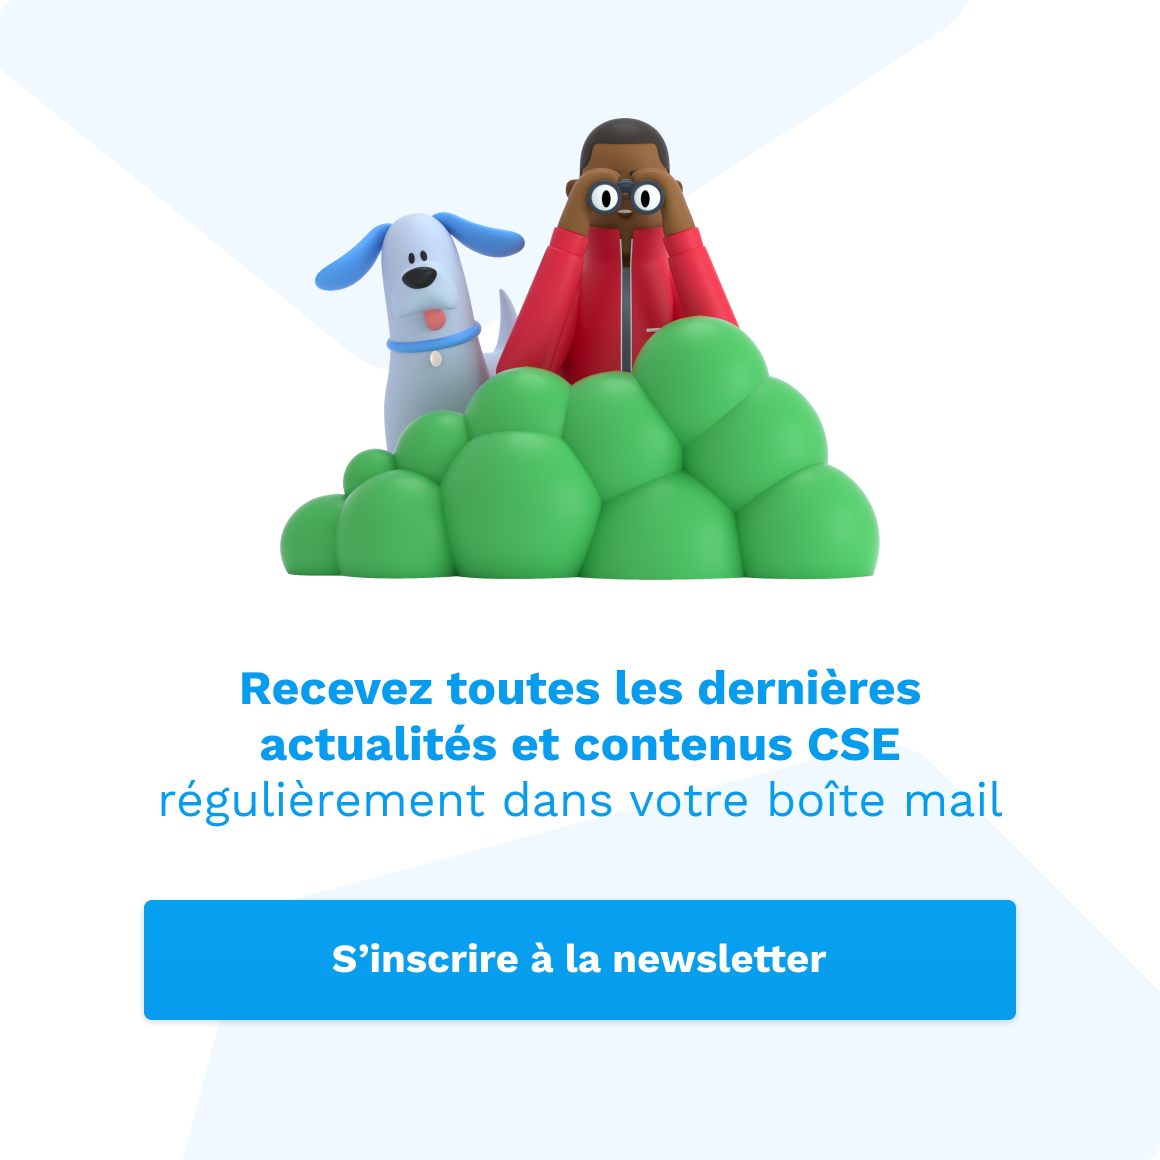 Recevez toutes les dernières
actualités et contenus CSE
régulièrement dans votre boîte mail
S’inscrire à la newsletter